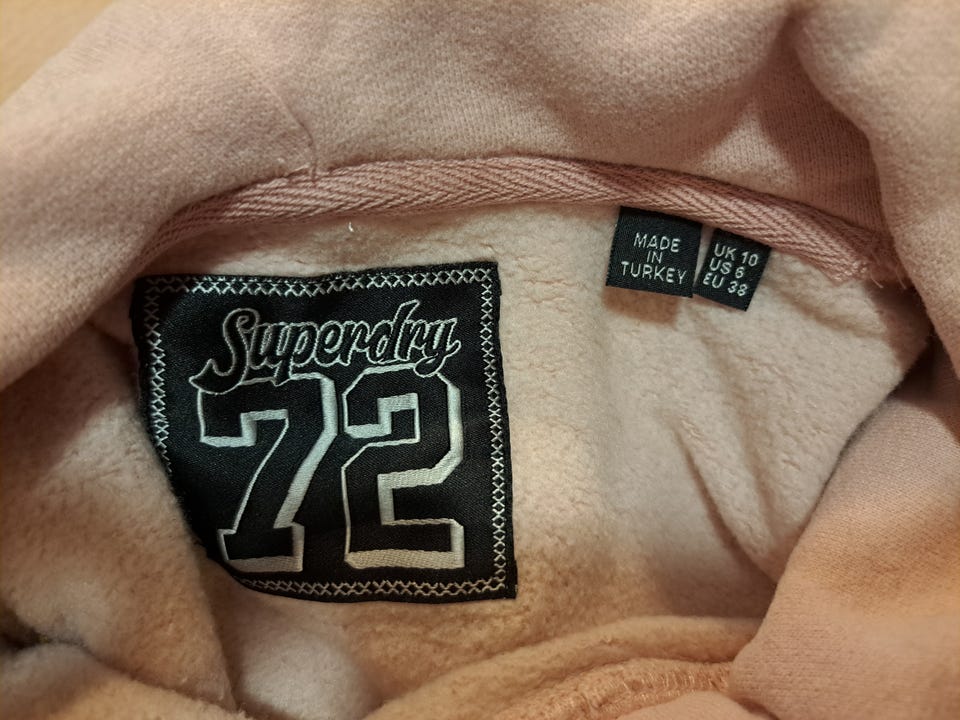 Superdry
72
MADE
IN
TURKEY
UK 10
US 6
EU 38